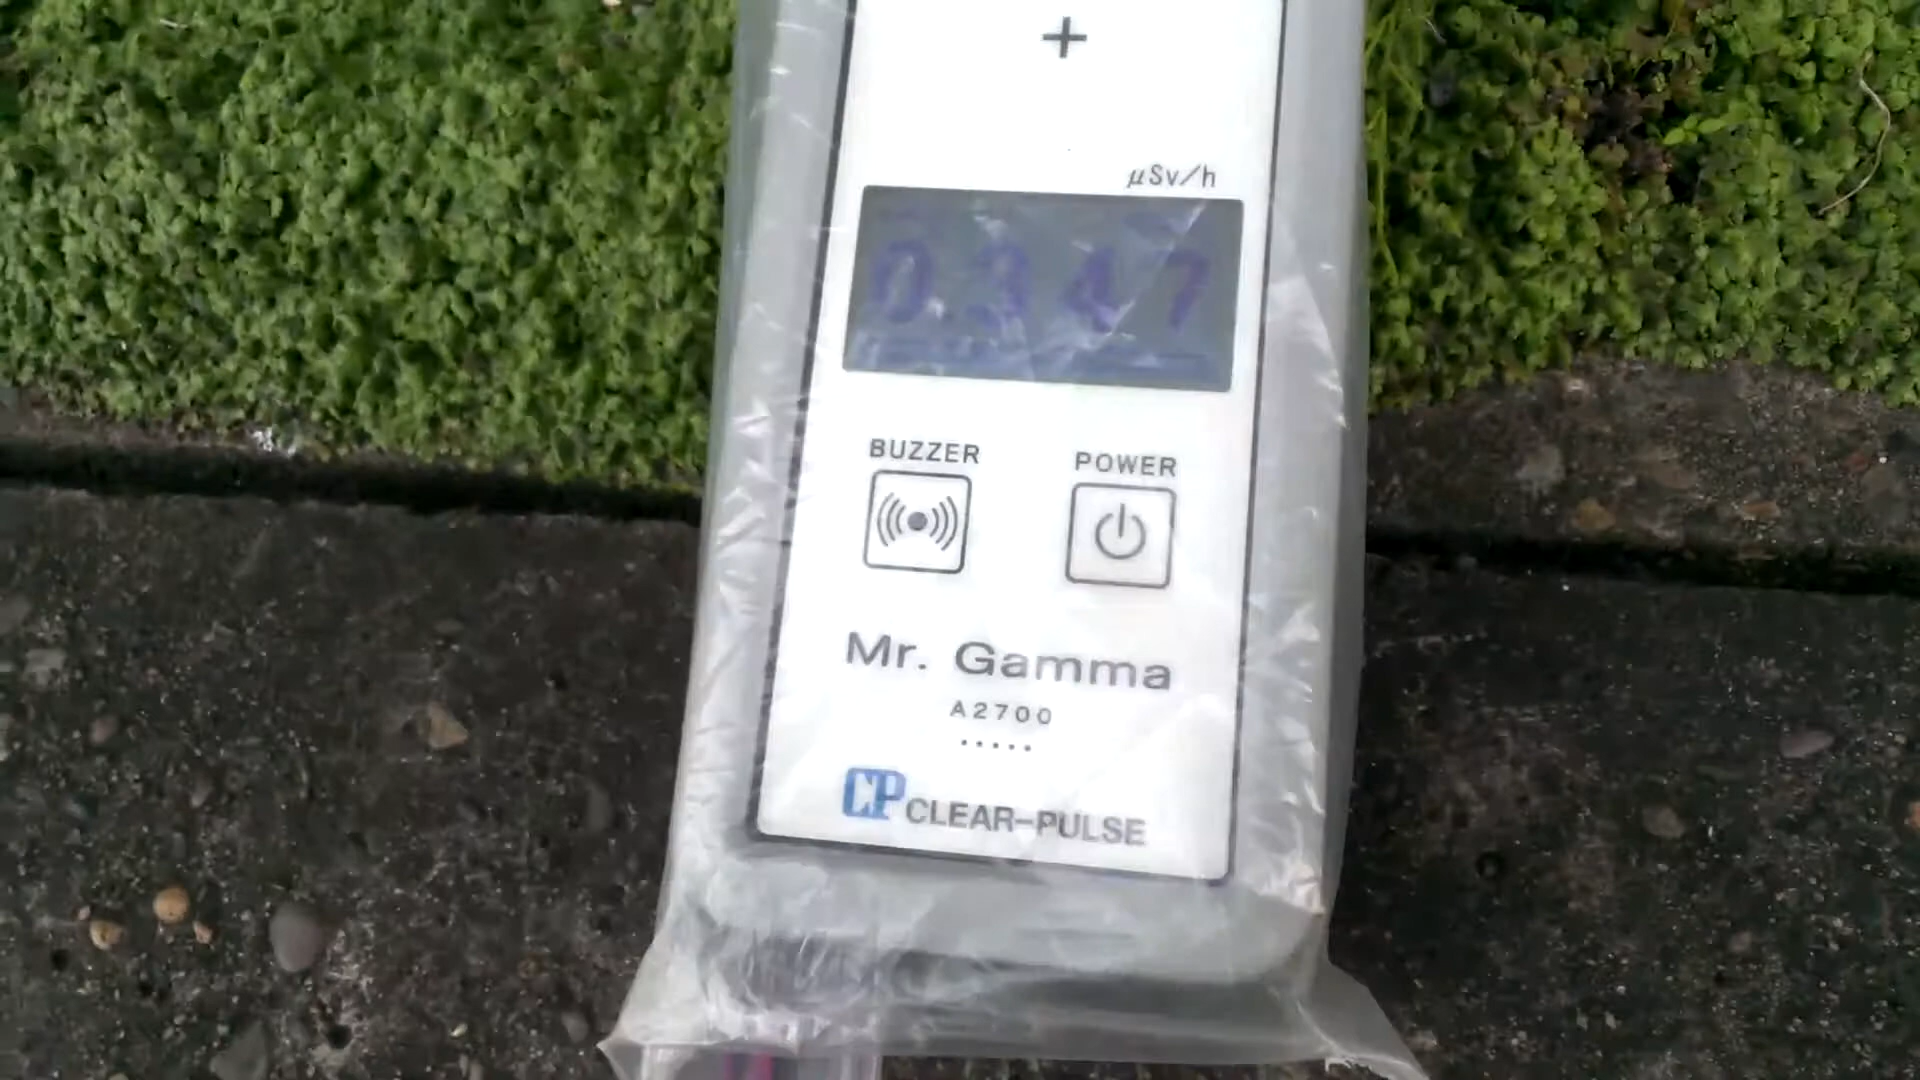 +
μSv/h
0.347
BUZZER
POWER
Mr. Gamma
A2700
CP CLEAR-PULSE